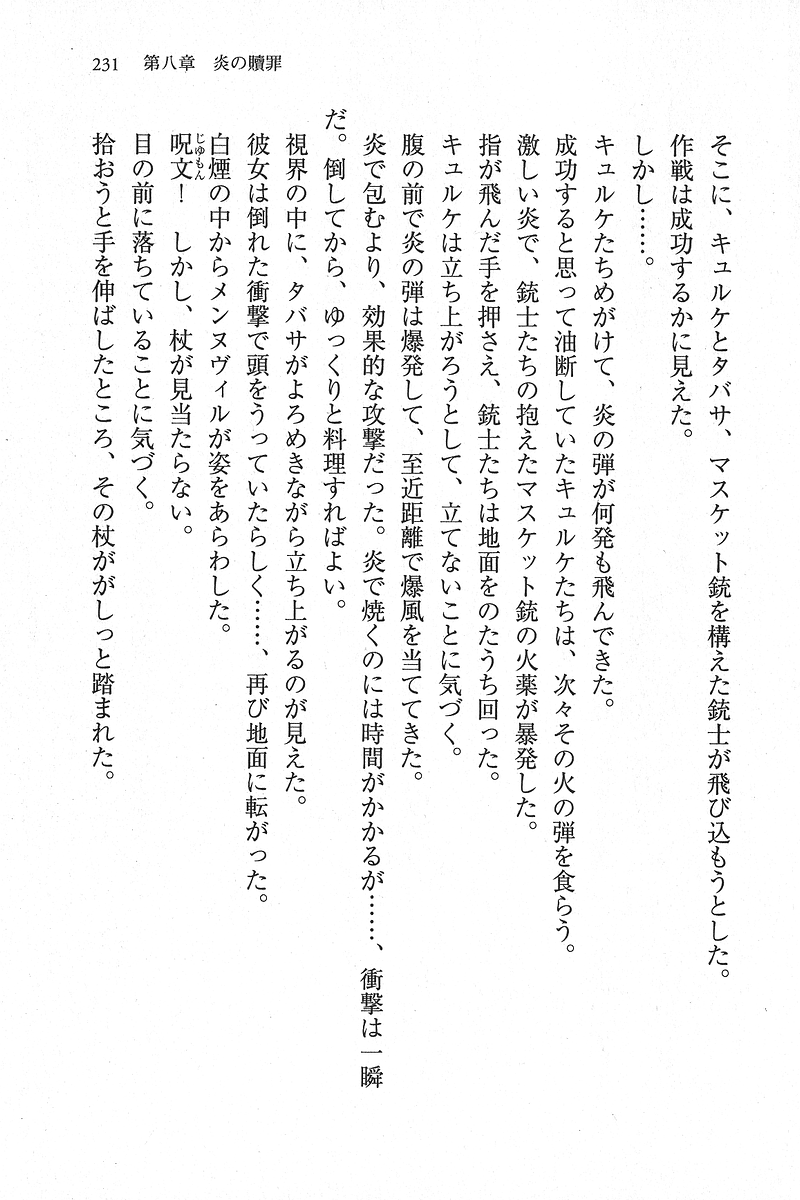 231　第八章　炎の贖罪
そこに、キュルケとタバサ、マスケット銃を構えた銃士が飛び込もうとした。
作戦は成功するかに見えた。
しかし……。
キュルケたちめがけて、炎の弾が何発も飛んできた。
成功すると思って油断していたキュルケたちは、次々その火の弾を食らう。
激しい炎で、銃士たちの抱えたマスケット銃の火薬が暴発した。
指が飛んだ手を押さえ、銃士たちは地面をのたうち回った。
キュルケは立ち上がろうとして、立てないことに気づく。
腹の前で炎の弾は爆発して、至近距離で爆風を当ててきた。
炎で包むより、効果的な攻撃だった。炎で焼くのには時間がかかるが……、衝撃は一瞬
だ。倒してから、ゆっくりと料理すればよい。
視界の中に、タバサがよろめきながら立ち上がるのが見えた。
彼女は倒れた衝撃で頭をうっていたらしく……、再び地面に転がった。
白煙の中からメンヌヴィルが姿をあらわした。
呪文！　しかし、杖が見当たらない。
じゅもん
目の前に落ちていることに気づく。
拾おうと手を伸ばしたところ、その杖ががしっと踏まれた。